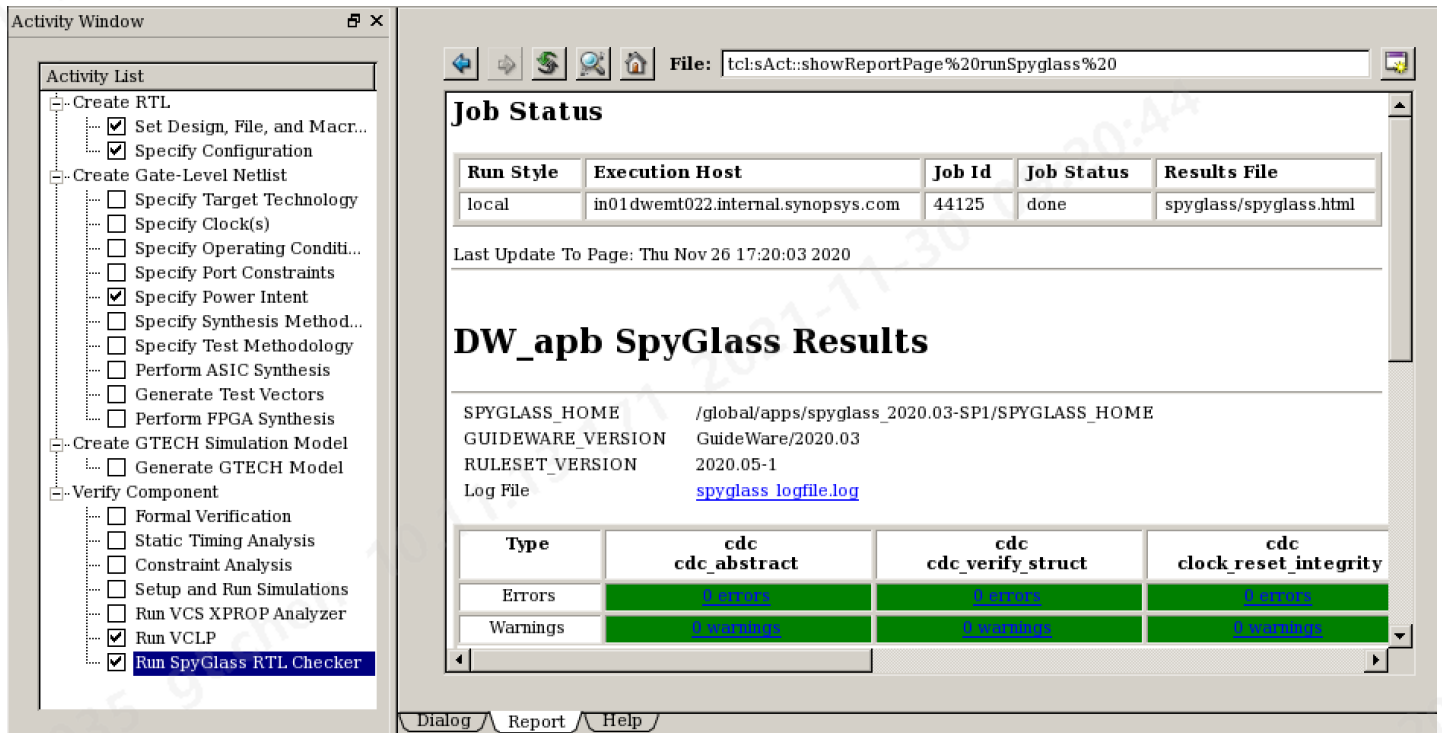 Activity Window
Activity List
Create RTL
Set Design, File, and Macr...
Specify Configuration
Create Gate-Level Netlist
Specify Target Technology
Specify Clock(s)
Specify Operating Conditi...
Specify Port Constraints
Specify Power Intent
Specify Synthesis Method...
Specify Test Methodology
Perform ASIC Synthesis
Generate Test Vectors
Perform FPGA Synthesis
Create GTECH Simulation Model
Generate GTECH Model
Verify Component
Formal Verification
Static Timing Analysis
Constraint Analysis
Setup and Run Simulations
Run VCS XPROP Analyzer
Run VCLP
Run SpyGlass RTL Checker
File: tcl:sAct::showReportPage%20runSpyglass%20
Job Status
Run Style Execution Host Job Id Job Status Results File
local in01dwemt022.internal.synopsys.com 44125 done spyglass/spyglass.html
Last Update To Page: Thu Nov 26 17:20:03 2020
DW_apb SpyGlass Results
SPYGLASS_HOME /global/apps/spyglass_2020.03-SP1/SPYGLASS_HOME
GUIDEWARE_VERSION GuideWare/2020.03
RULESET_VERSION 2020.05-1
Log File spyglass_logfile.log
Type cdc cdc cdc
cdc_abstract cdc_verify_struct clock_reset_integrity
Errors 0 errors 0 errors 0 errors
Warnings 0 warnings 0 warnings 0 warnings
Dialog Report Help
2021-11-30 09:20:44